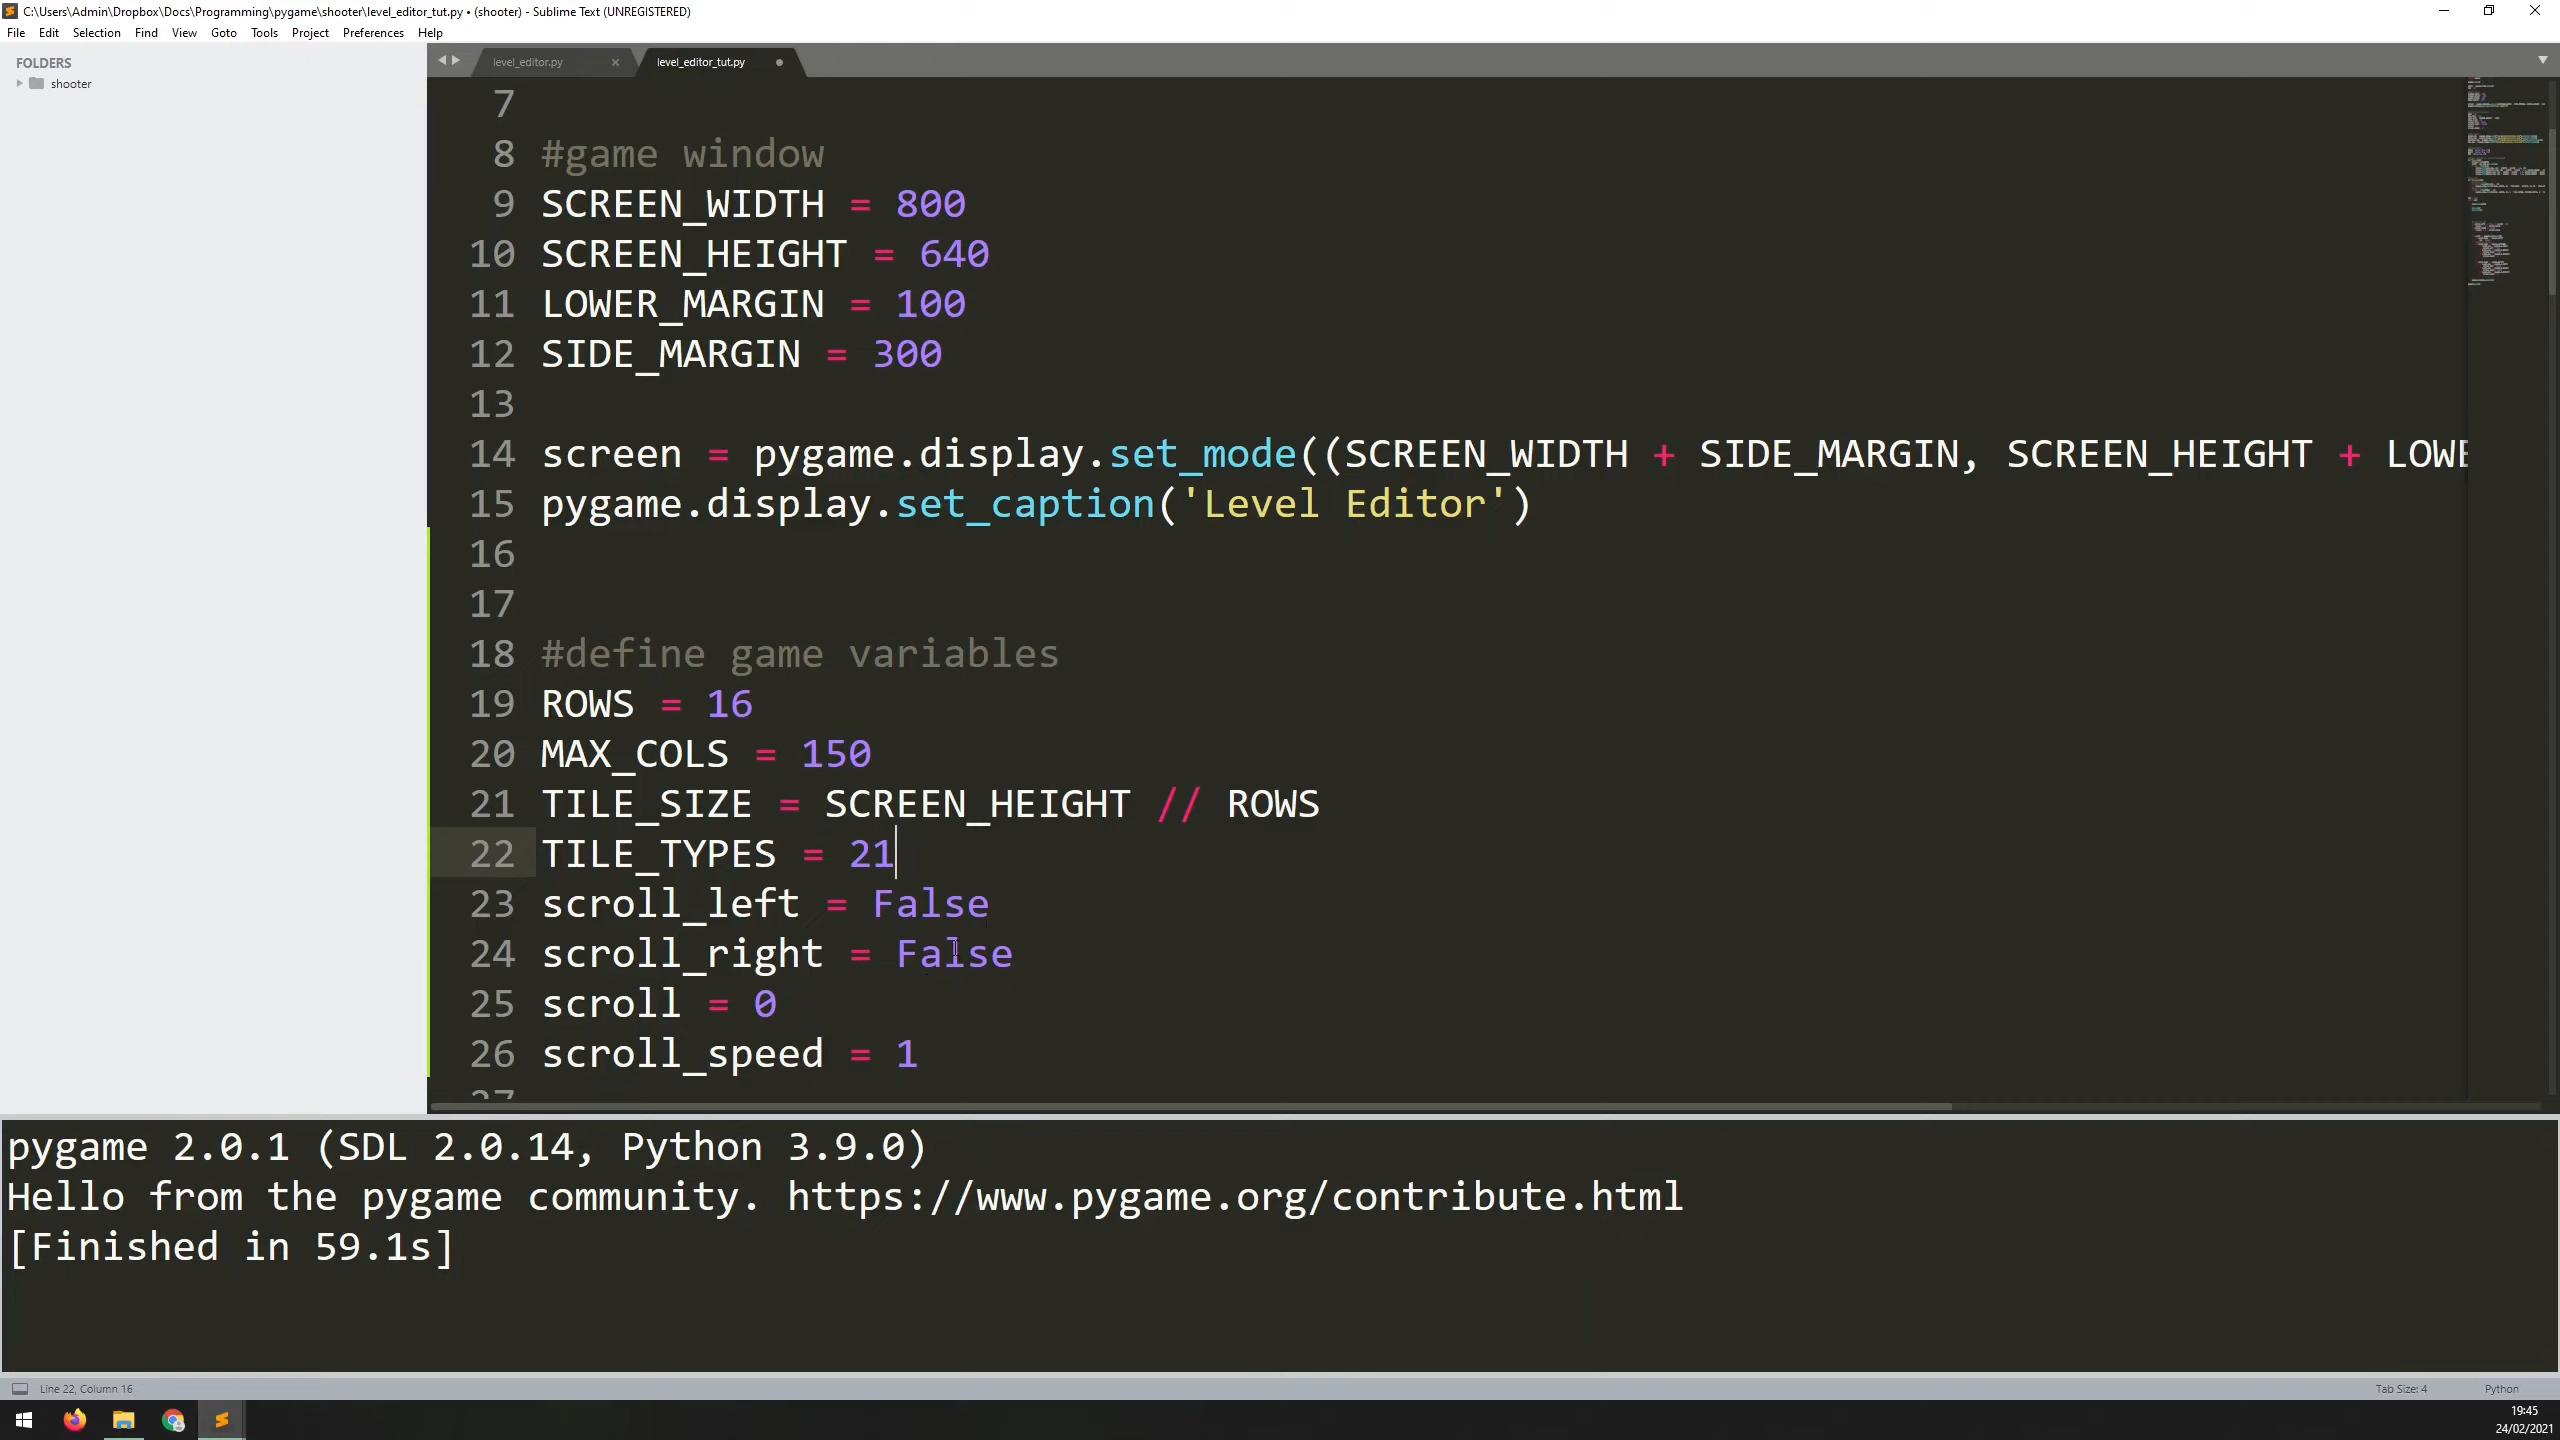 C:\Users\Admin\Dropbox\Docs\Programming\pygame\shooter\level_editor_tut.py • (shooter) - Sublime Text (UNREGISTERED)
File Edit Selection Find View Goto Tools Project Preferences Help
FOLDERS
shooter
level_editor.py
level_editor_tut.py
7
8 #game window
9 SCREEN_WIDTH = 800
10 SCREEN_HEIGHT = 640
11 LOWER_MARGIN = 100
12 SIDE_MARGIN = 300
13
14 screen = pygame.display.set_mode((SCREEN_WIDTH + SIDE_MARGIN, SCREEN_HEIGHT + LOWE
15 pygame.display.set_caption('Level Editor')
16
17
18 #define game variables
19 ROWS = 16
20 MAX_COLS = 150
21 TILE_SIZE = SCREEN_HEIGHT // ROWS
22 TILE_TYPES = 21
23 scroll_left = False
24 scroll_right = False
25 scroll = 0
26 scroll_speed = 1
27
pygame 2.0.1 (SDL 2.0.14, Python 3.9.0)
Hello from the pygame community. https://www.pygame.org/contribute.html
[Finished in 59.1s]
Line 22, Column 16
Tab Size: 4
Python
19:45
24/02/2021